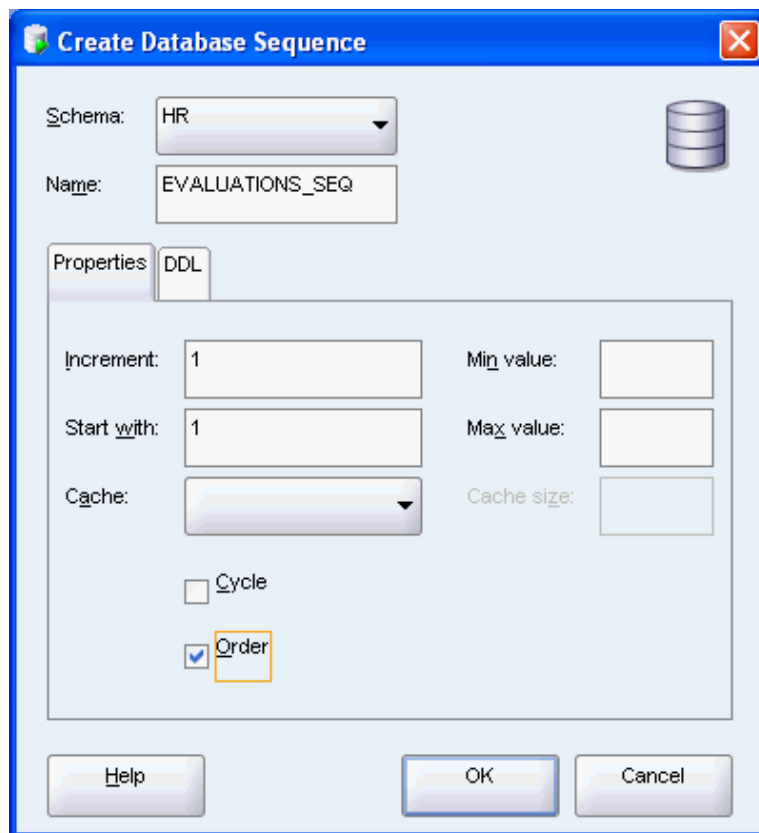 Create Database Sequence
Schema: HR
Name: EVALUATIONS_SEQ
Properties DDL
Increment: 1 Min value:
Start with: 1 Max value:
Cache: Cache size:
Cycle
Order
Help OK Cancel